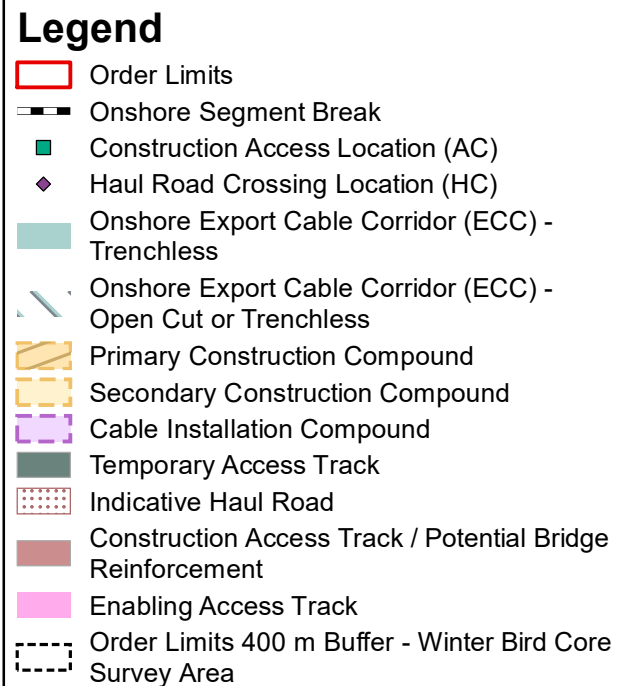 Legend
Order Limits
Onshore Segment Break
Construction Access Location (AC)
Haul Road Crossing Location (HC)
Onshore Export Cable Corridor (ECC) -
Trenchless
Onshore Export Cable Corridor (ECC) -
Open Cut or Trenchless
Primary Construction Compound
Secondary Construction Compound
Cable Installation Compound
Temporary Access Track
Indicative Haul Road
Construction Access Track / Potential Bridge
Reinforcement
Enabling Access Track
Order Limits 400 m Buffer - Winter Bird Core
Survey Area